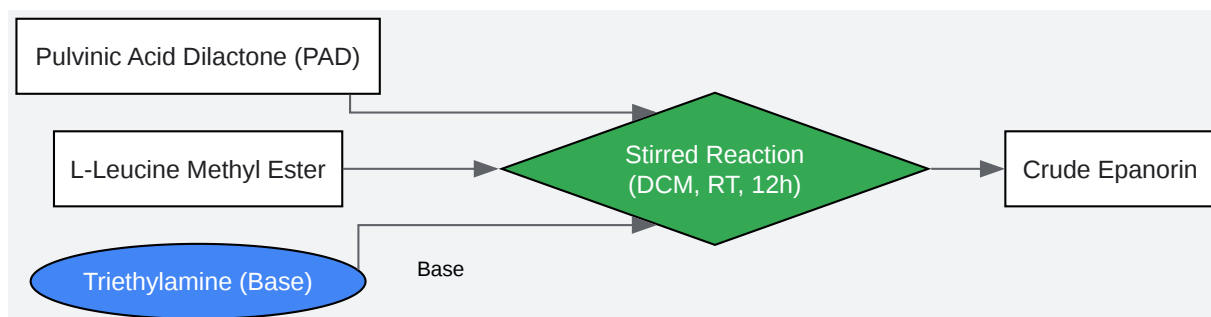 Pulvinic Acid Dilactone (PAD)
L-Leucine Methyl Ester
Stirred Reaction
(DCM, RT, 12h)
Crude Epanorin
Triethylamine (Base)
Base